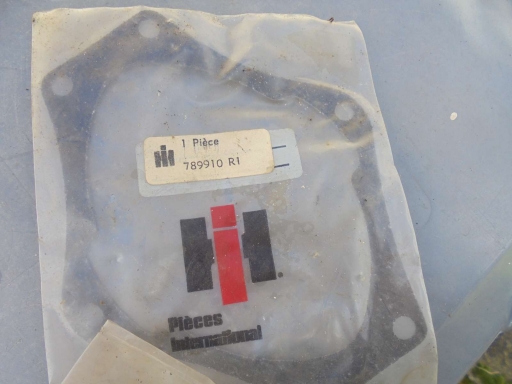 1 Pièce
789910 R1
Pièces
International